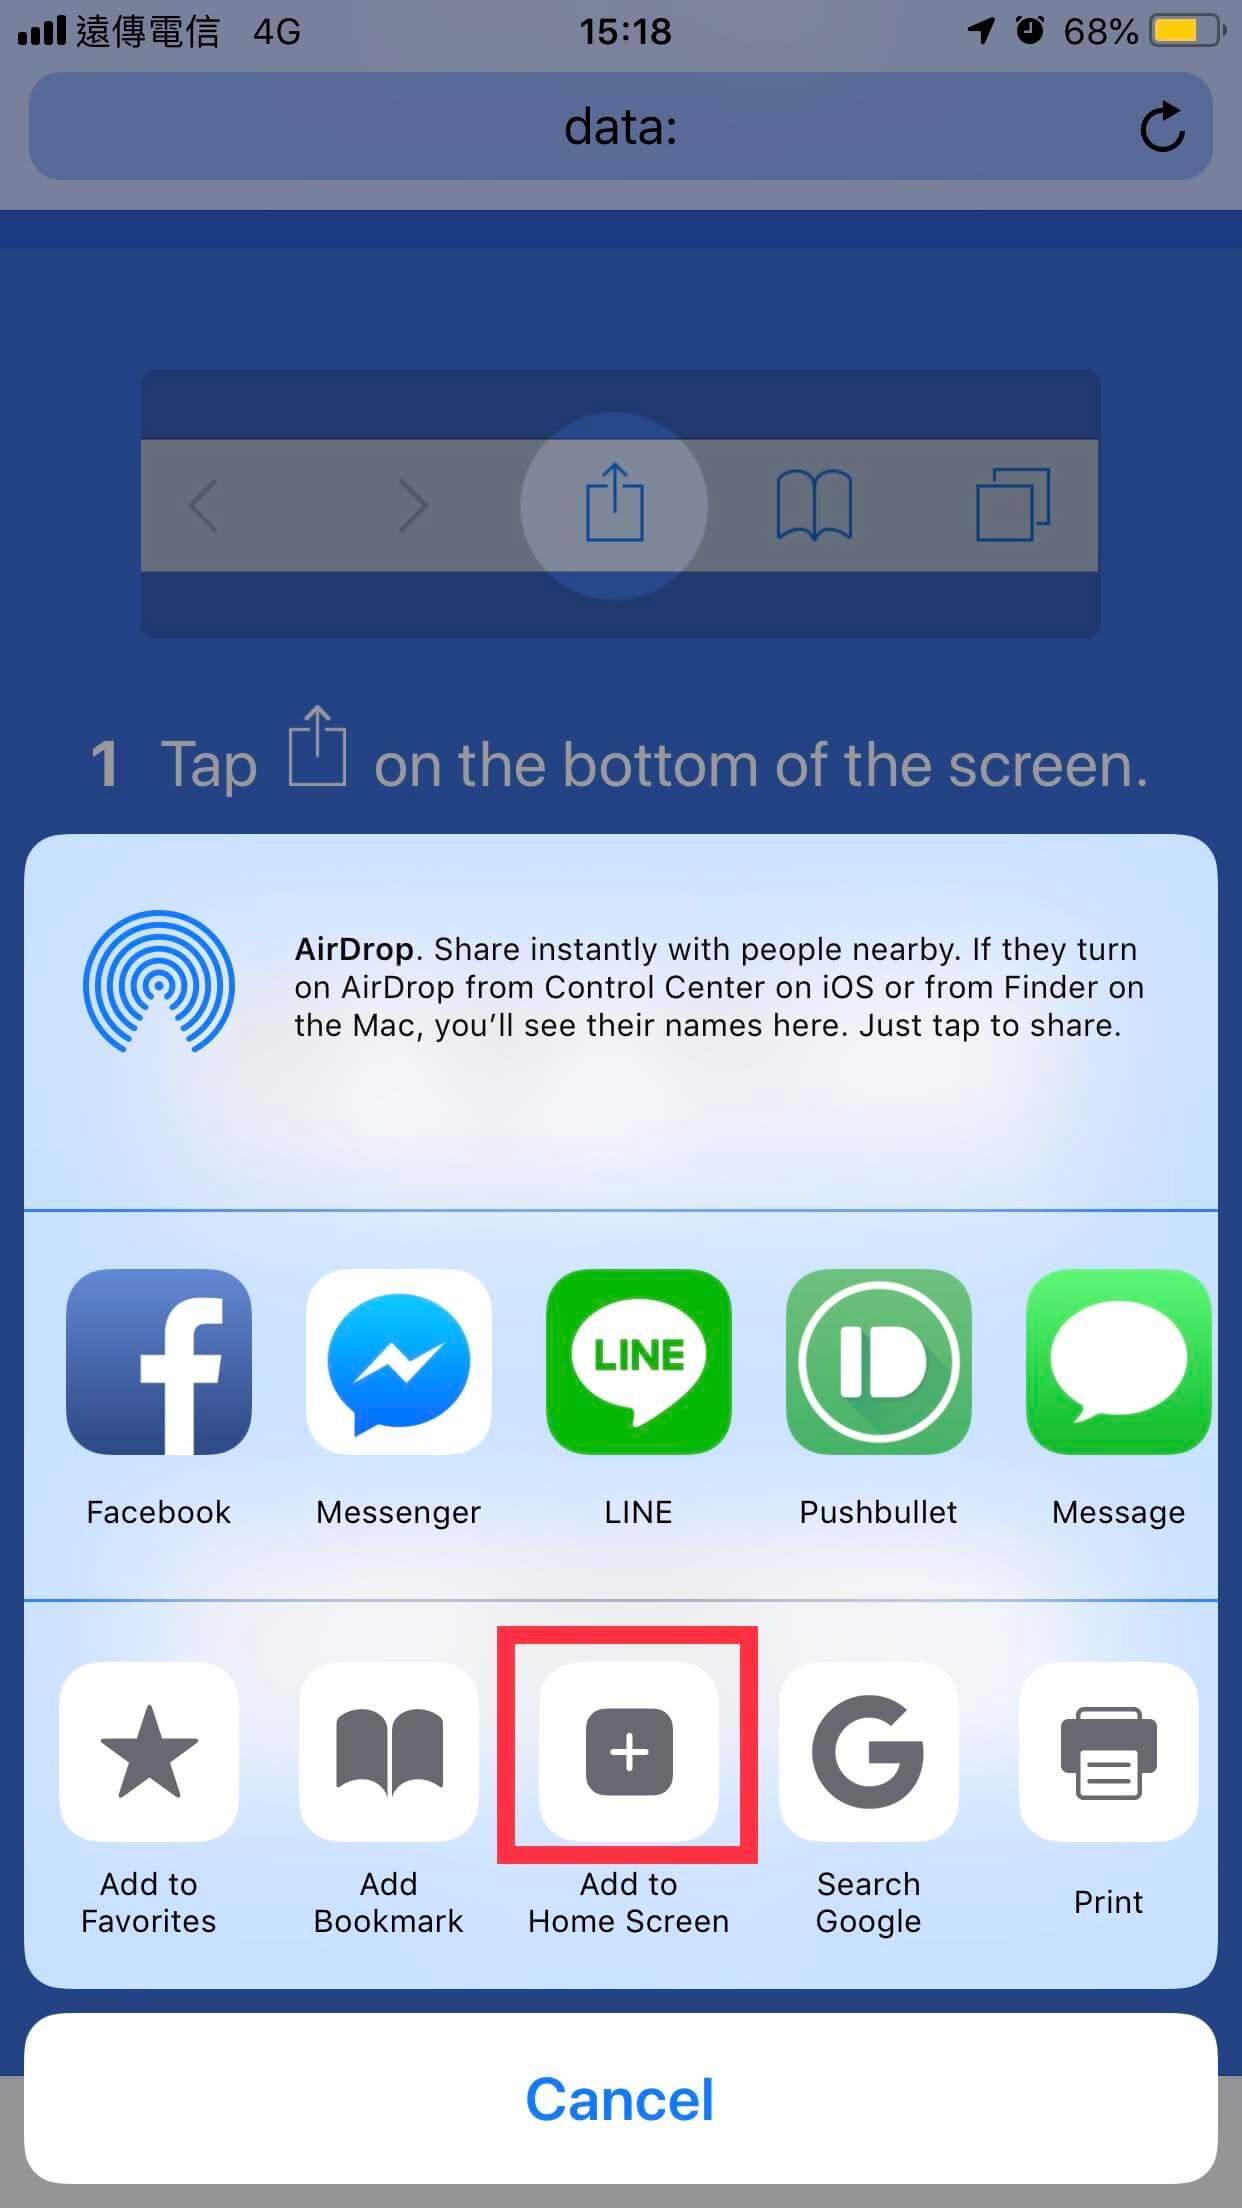 遠傳電信 4G 15:18 68%
data:
1 Tap on the bottom of the screen.
AirDrop. Share instantly with people nearby. If they turn
on AirDrop from Control Center on iOS or from Finder on
the Mac, you’ll see their names here. Just tap to share.
LINE
Facebook Messenger LINE Pushbullet Message
Add to Favorites
Add Bookmark
Add to Home Screen
Search Google
Print
Cancel